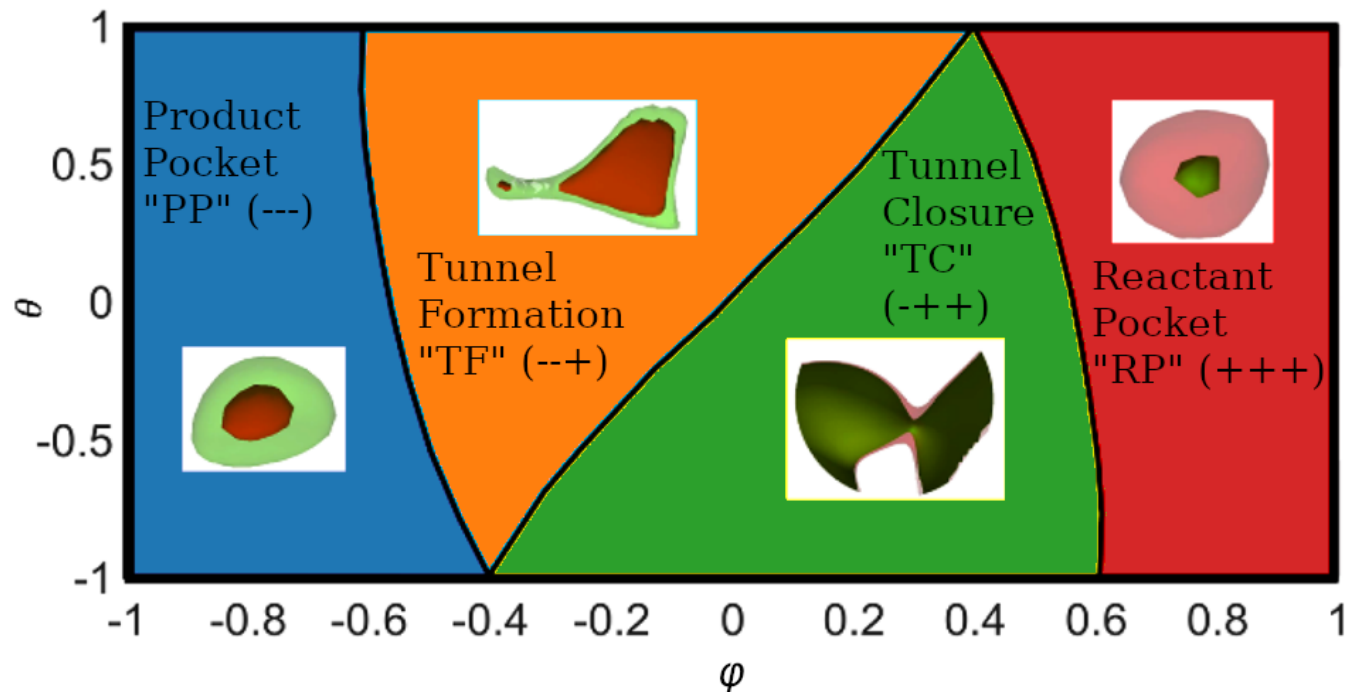 1
0.5
0
-0.5
-1
θ
Product
Pocket
"PP" (---)
Tunnel
Formation
"TF" (--+)
Tunnel
Closure
"TC"
(-++)
Reactant
Pocket
"RP" (+++)
-1 -0.8 -0.6 -0.4 -0.2 0 0.2 0.4 0.6 0.8 1
φ